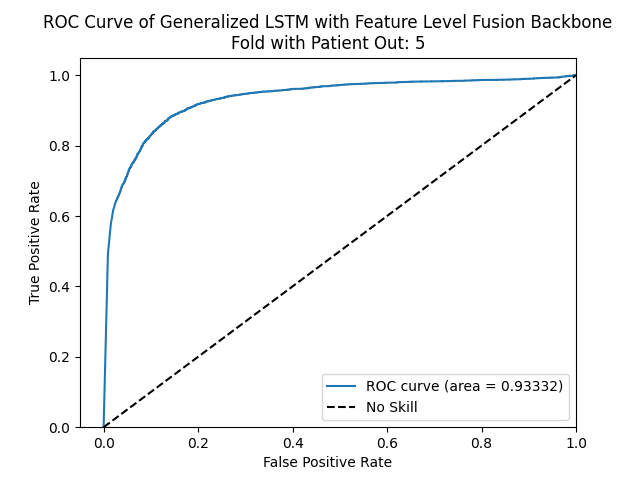 ROC Curve of Generalized LSTM with Feature Level Fusion Backbone
Fold with Patient Out: 5
True Positive Rate
1.0
0.8
0.6
0.4
0.2
0.0
ROC curve (area = 0.93332)
No Skill
0.0 0.2 0.4 0.6 0.8 1.0
False Positive Rate